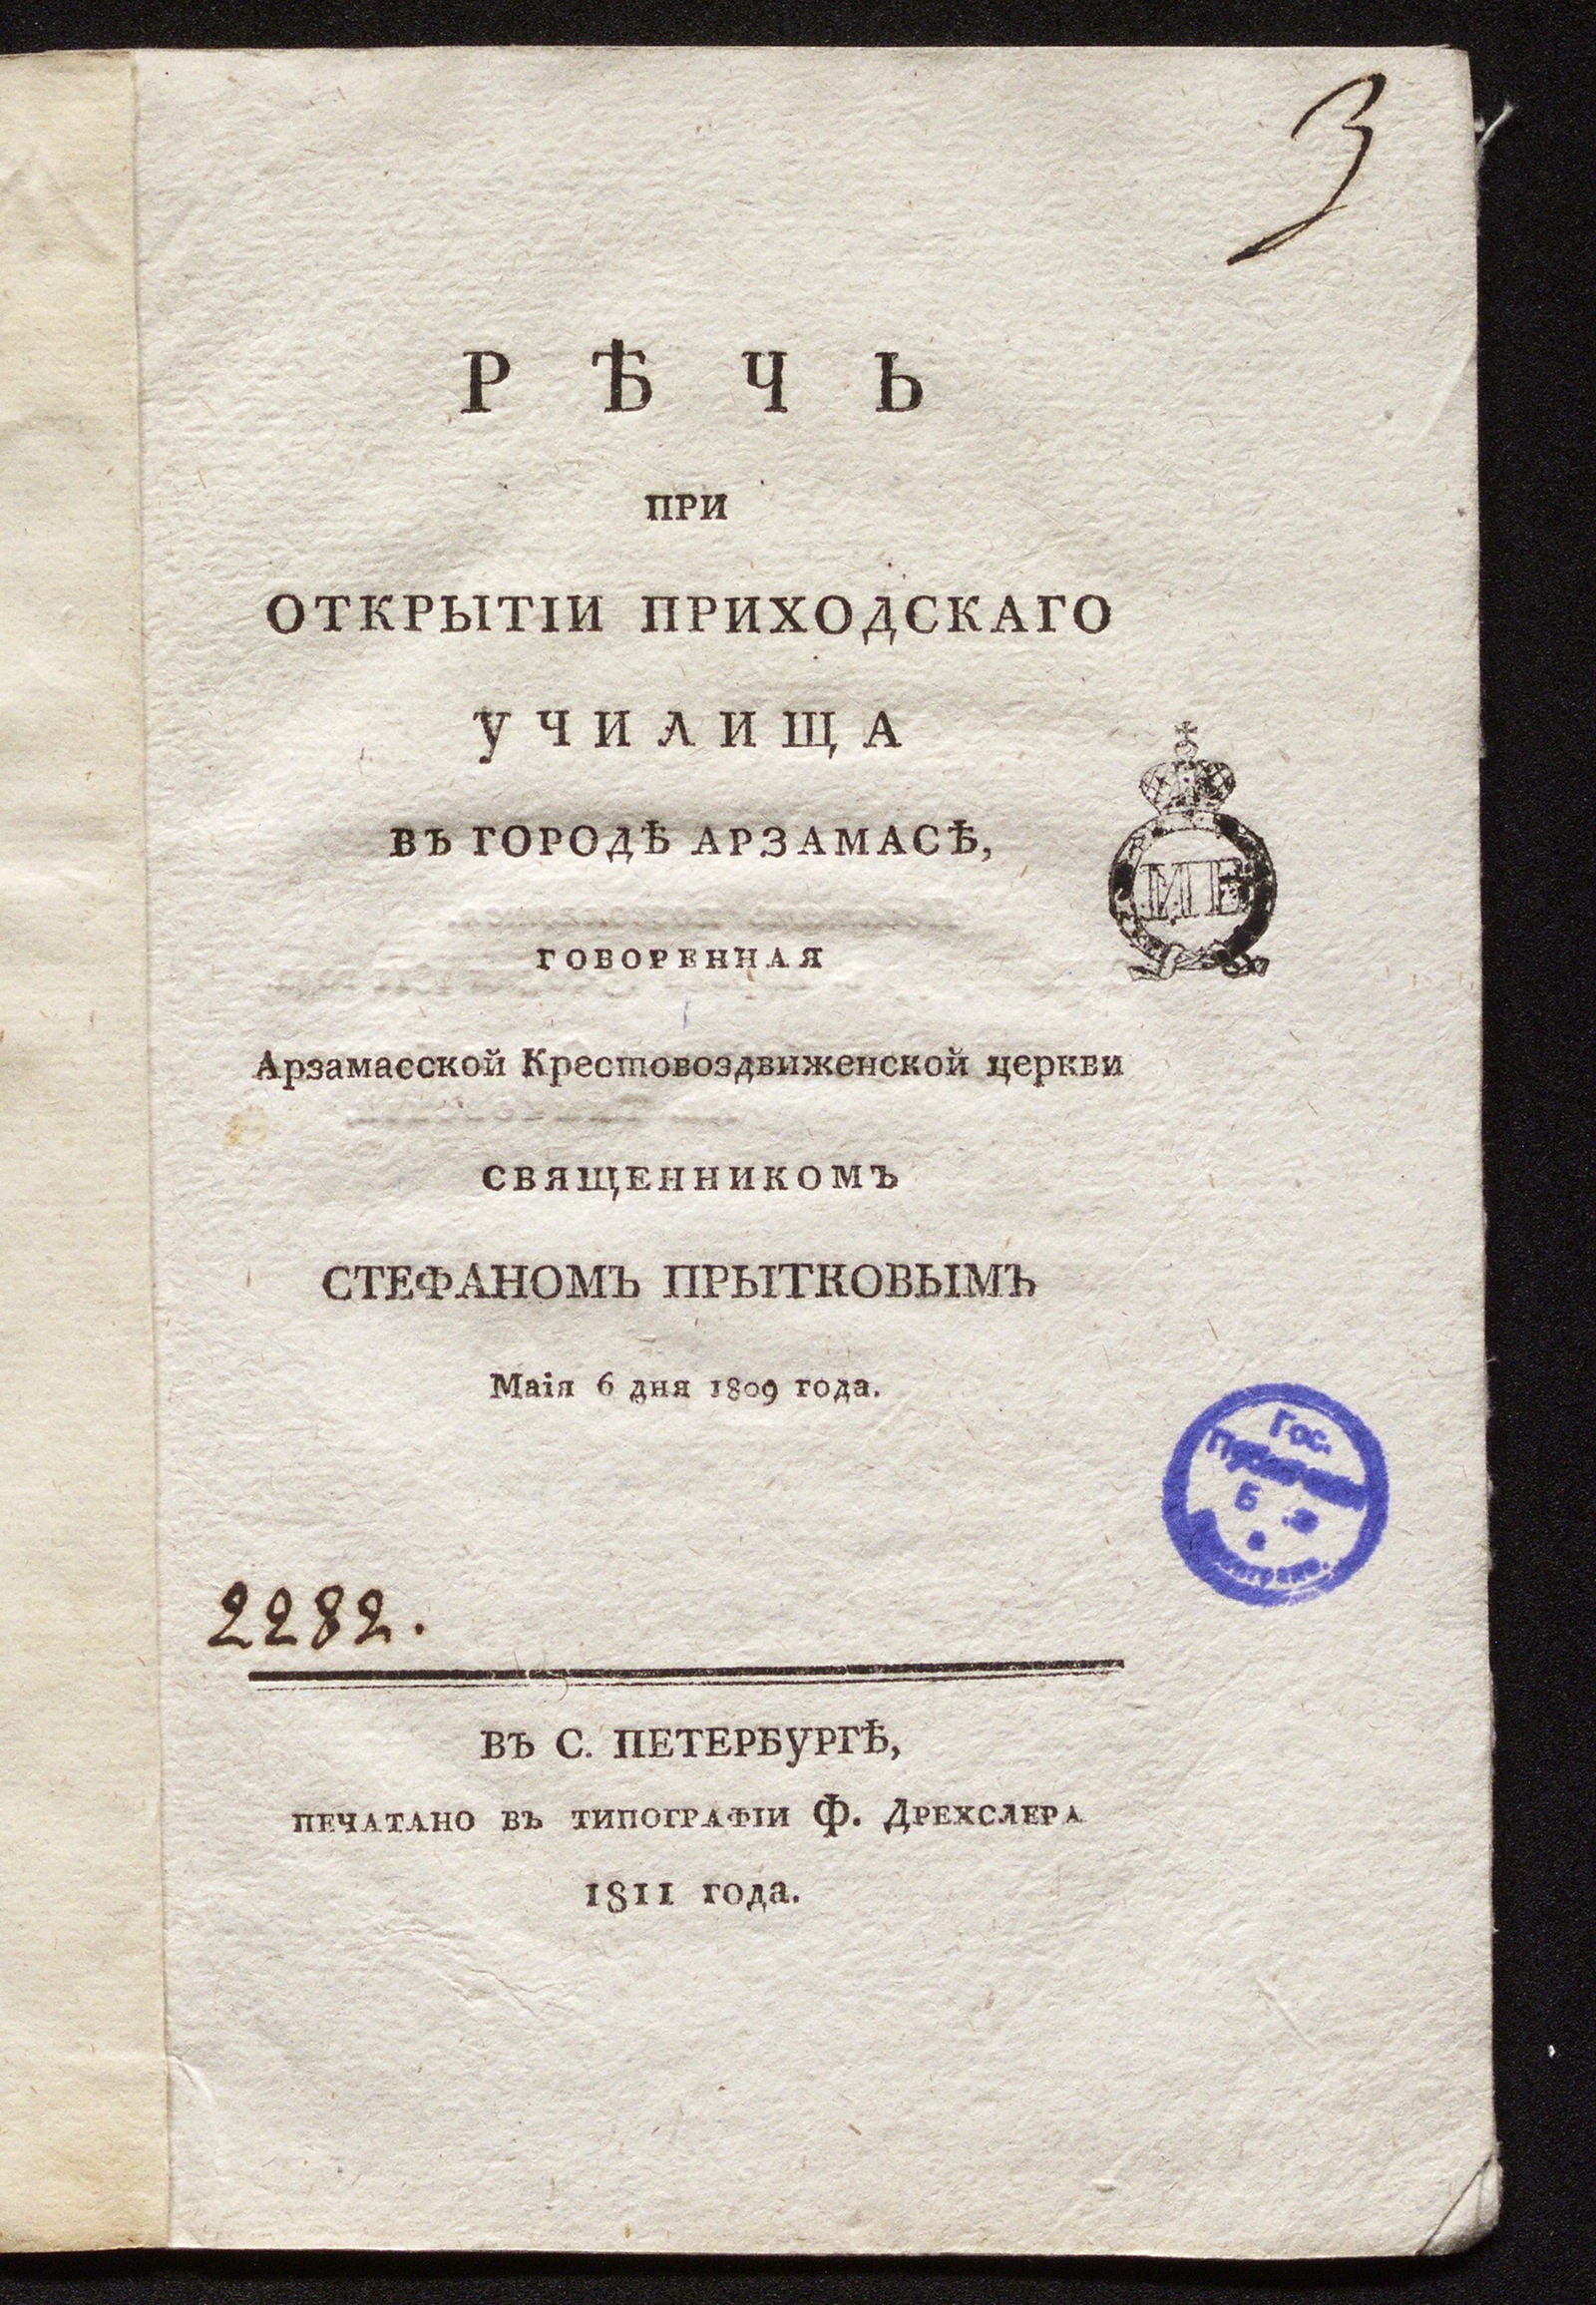 3
РѢЧЬ
ПРИ
ОТКРЫТІИ ПРИХОДСКАГО
УЧИЛИЩА
ВЪ ГОРОДѢ АРЗАМАСѢ,
ГОВОРЕННАЯ
Арзамасской Крестовоздвиженской церкви
СВЯЩЕННИКОМЪ
СТЕФАНОМЪ ПРЫТКОВЫМЪ
Маія 6 дня 1809 года.
Гос.
Б
2282.
ВЪ С. ПЕТЕРБУРГѢ,
ПЕЧАТАНО ВЪ ТИПОГРАФІИ Ф. ДРЕХСЛЕРА
1811 года.